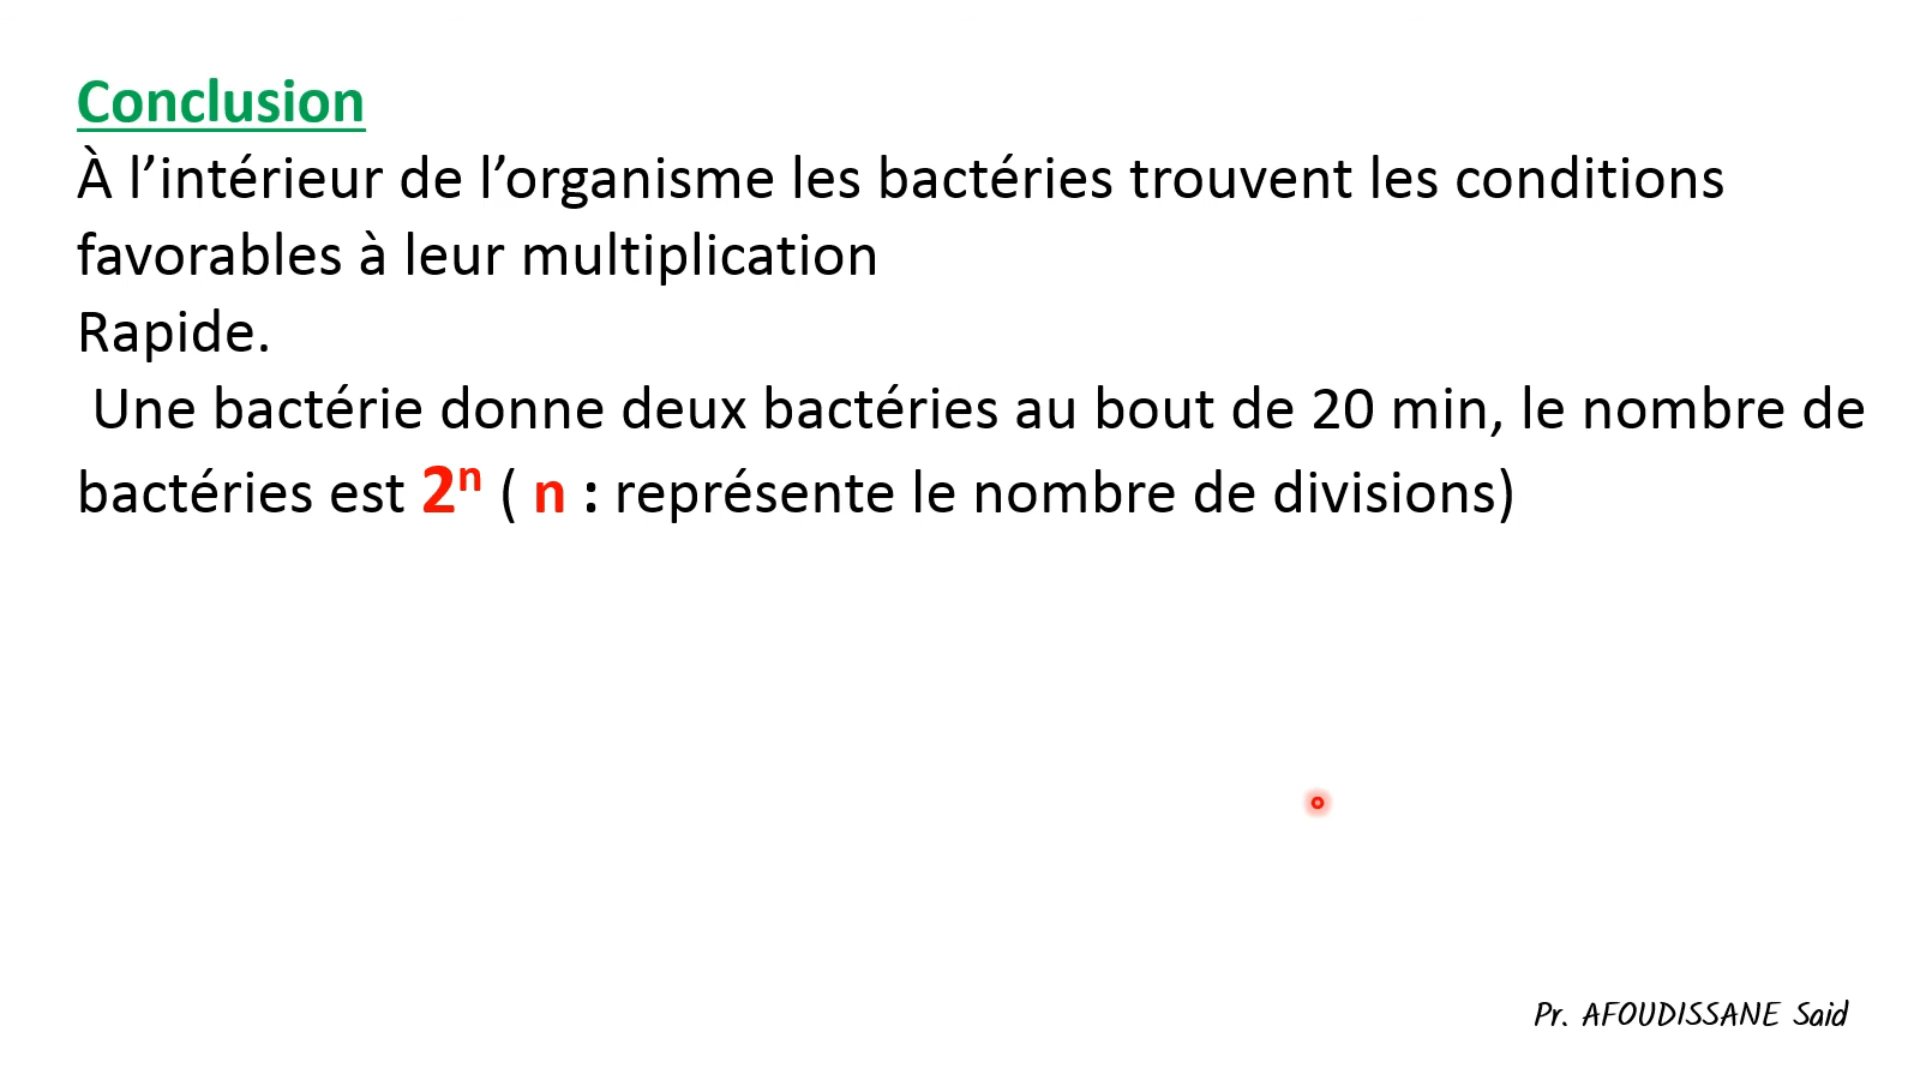 Conclusion
À l’intérieur de l’organisme les bactéries trouvent les conditions
favorables à leur multiplication
Rapide.
Une bactérie donne deux bactéries au bout de 20 min, le nombre de
bactéries est 2ⁿ ( n : représente le nombre de divisions)
Pr. AFOUDISSANE Said